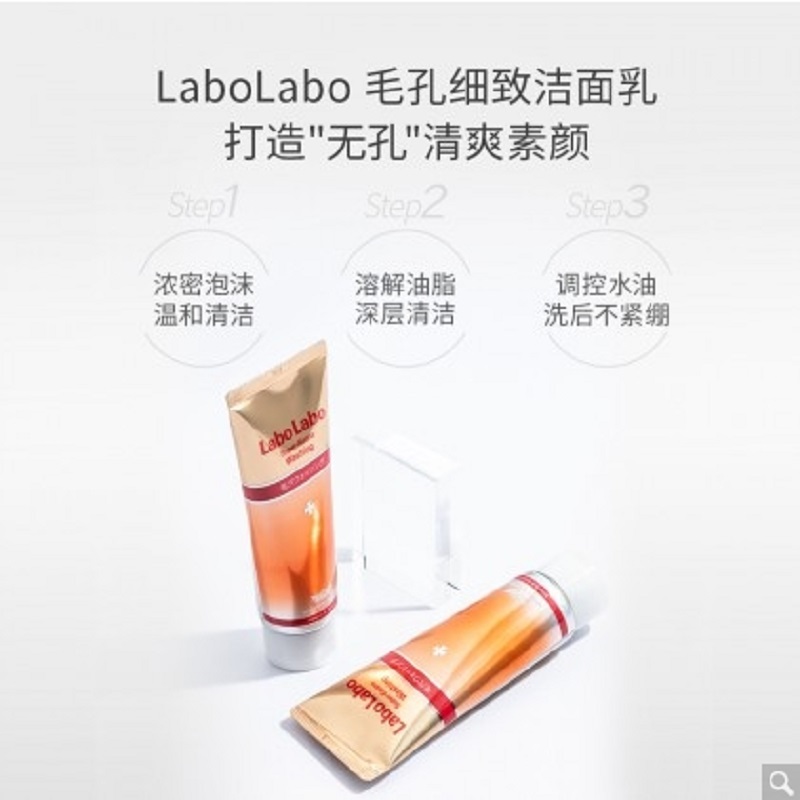 LaboLabo 毛孔细致洁面乳
打造"无孔"清爽素颜
Step1
Step2
Step3
浓密泡沫
温和清洁
溶解油脂
深层清洁
调控水油
洗后不紧绷
LaboLabo
Washing
LaboLabo
Washing